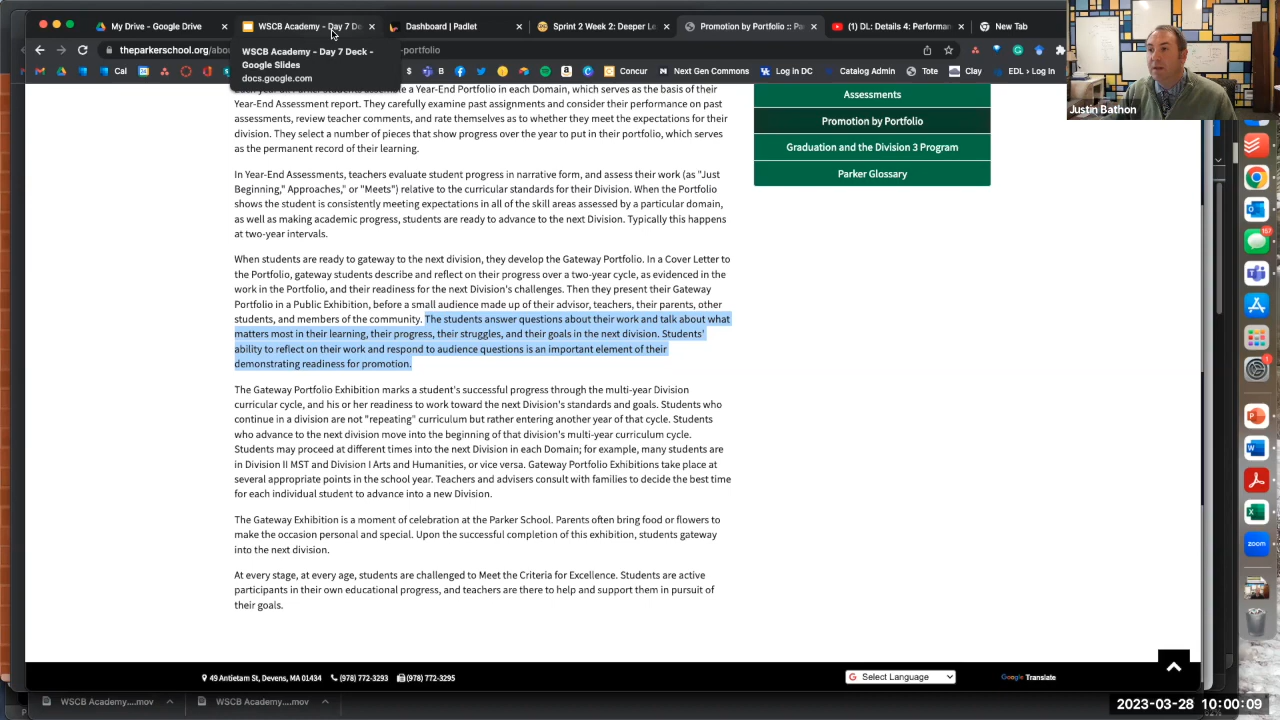 My Drive - Google Drive
WSCB Academy - Day 7 De
Dashboard | Padlet
Sprint 2 Week 2: Deeper Le
Promotion by Portfolio :: Pe
(1) DL: Details 4: Performan
New Tab
theparkerschool.org/abou
-portfolio
WSCB Academy - Day 7 Deck -
Google Slides
docs.google.com
Cal
Concur
Next Gen Commons
Log in DC
Catalog Admin
Tote
Clay
EDL › Log In
Justin Bathon
a Year-End Portfolio in each Domain, which serves as the basis of their
Year-End Assessment report. They carefully examine past assignments and consider their performance on past
assessments, review teacher comments, and rate themselves as to whether they meet the expectations for their
division. They select a number of pieces that show progress over the year to put in their portfolio, which serves
as the permanent record of their learning.
In Year-End Assessments, teachers evaluate student progress in narrative form, and assess their work (as "Just
Beginning," Approaches," or "Meets") relative to the curricular standards for their Division. When the Portfolio
shows the student is consistently meeting expectations in all of the skill areas assessed by a particular domain,
as well as making academic progress, students are ready to advance to the next Division. Typically this happens
at two-year intervals.
When students are ready to gateway to the next division, they develop the Gateway Portfolio. In a Cover Letter to
the Portfolio, gateway students describe and reflect on their progress over a two-year cycle, as evidenced in the
work in the Portfolio, and their readiness for the next Division's challenges. Then they present their Gateway
Portfolio in a Public Exhibition, before a small audience made up of their advisor, teachers, their parents, other
students, and members of the community. The students answer questions about their work and talk about what
matters most in their learning, their progress, their struggles, and their goals in the next division. Students'
ability to reflect on their work and respond to audience questions is an important element of their
demonstrating readiness for promotion.
The Gateway Portfolio Exhibition marks a student's successful progress through the multi-year Division
curricular cycle, and his or her readiness to work toward the next Division's standards and goals. Students who
continue in a division are not "repeating" curriculum but rather entering another year of that cycle. Students
who advance to the next division move into the beginning of that division's multi-year curriculum cycle.
Students may proceed at different times into the next Division in each Domain; for example, many students are
in Division II MST and Division I Arts and Humanities, or vice versa. Gateway Portfolio Exhibitions take place at
several appropriate points in the school year. Teachers and advisers consult with families to decide the best time
for each individual student to advance into a new Division.
The Gateway Exhibition is a moment of celebration at the Parker School. Parents often bring food or flowers to
make the occasion personal and special. Upon the successful completion of this exhibition, students gateway
into the next division.
At every stage, at every age, students are challenged to Meet the Criteria for Excellence. Students are active
participants in their own educational progress, and teachers are there to help and support them in pursuit of
their goals.
Assessments
Promotion by Portfolio
Graduation and the Division 3 Program
Parker Glossary
49 Antietam St, Devens, MA 01434
(978) 772-3293
(978) 772-3295
Select Language
Google Translate
WSCB Academy....mov
WSCB Academy....mov
zoom
2023-03-28 10:00:09